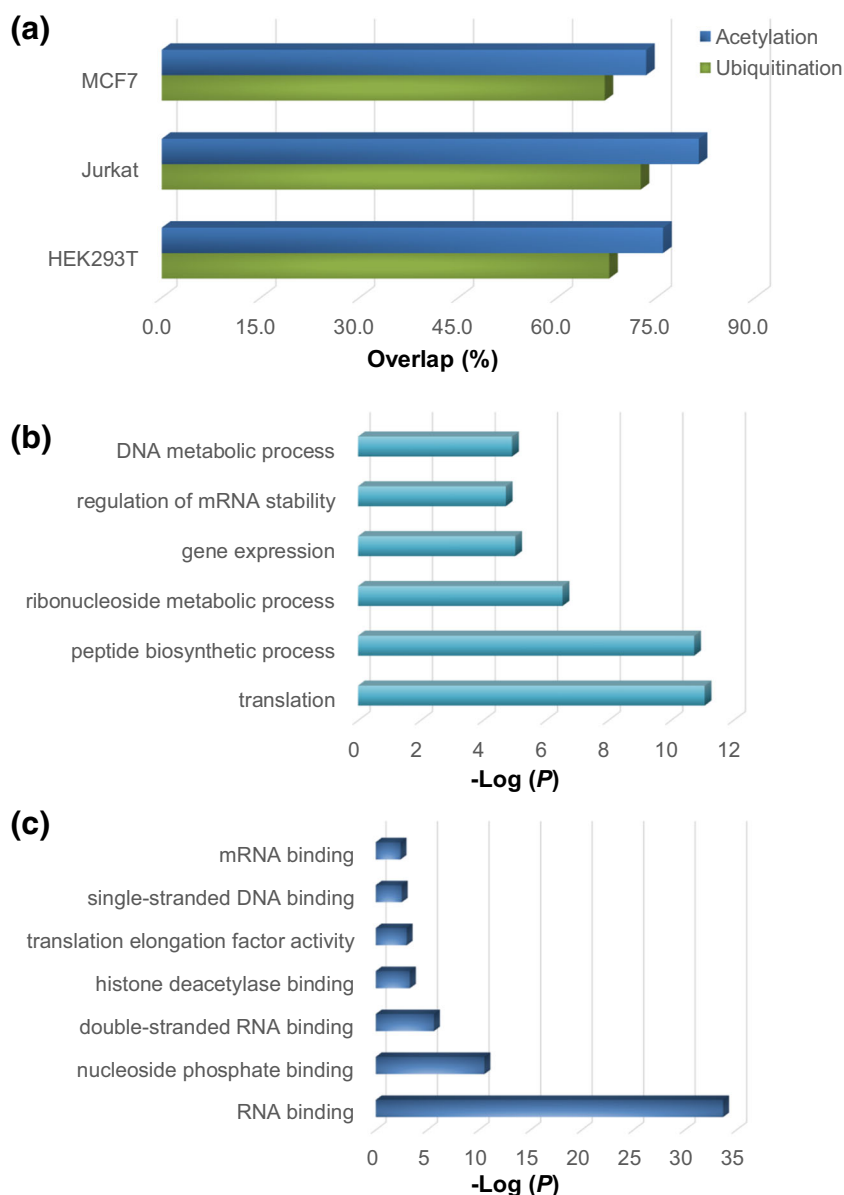 (a)
Acetylation
Ubiquitination
MCF7
Jurkat
HEK293T
0.0 15.0 30.0 45.0 60.0 75.0 90.0
Overlap (%)
(b)
DNA metabolic process
regulation of mRNA stability
gene expression
ribonucleoside metabolic process
peptide biosynthetic process
translation
0 2 4 6 8 10 12
-Log (P)
(c)
mRNA binding
single-stranded DNA binding
translation elongation factor activity
histone deacetylase binding
double-stranded RNA binding
nucleoside phosphate binding
RNA binding
0 5 10 15 20 25 30 35
-Log (P)